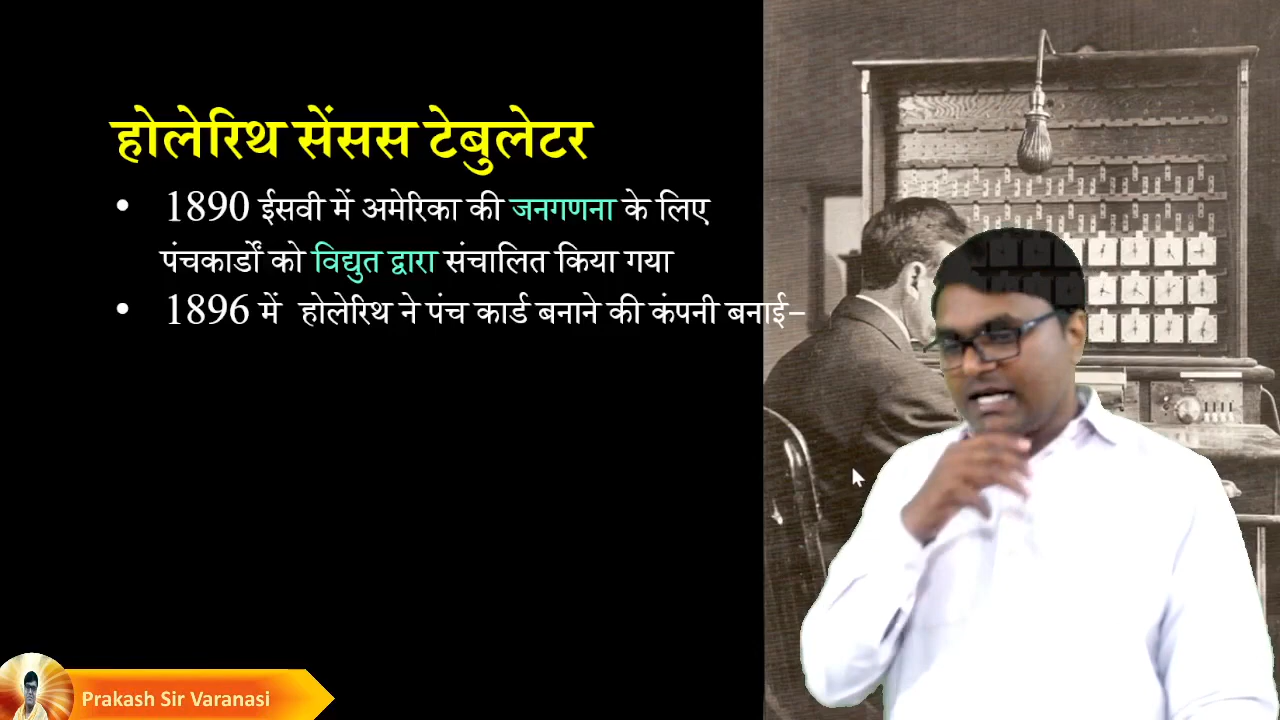 होलेरिथ सेंसस टेबुलेटर
• 1890 ईसवी में अमेरिका की जनगणना के लिए
पंचकार्डों को विद्युत द्वारा संचालित किया गया
• 1896 में होलेरिथ ने पंच कार्ड बनाने की कंपनी बनाई–
Prakash Sir Varanasi